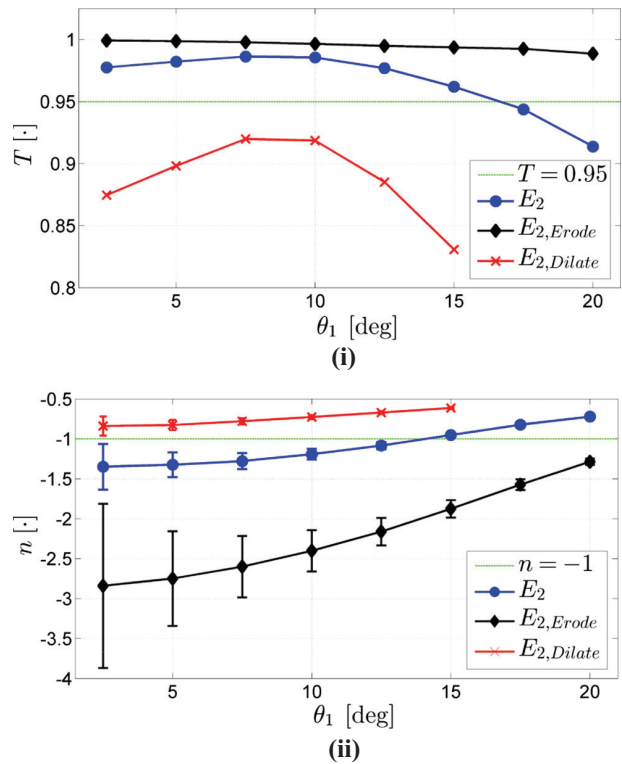 1
0.95
0.9
0.85
0.8
T [·]
5
10
15
20
θ₁ [deg]
T = 0.95
E₂
E₂,Erode
E₂,Dilate
(i)
-0.5
-1
-1.5
-2
-2.5
-3
-3.5
-4
n [·]
5
10
15
20
θ₁ [deg]
n = −1
E₂
E₂,Erode
E₂,Dilate
(ii)